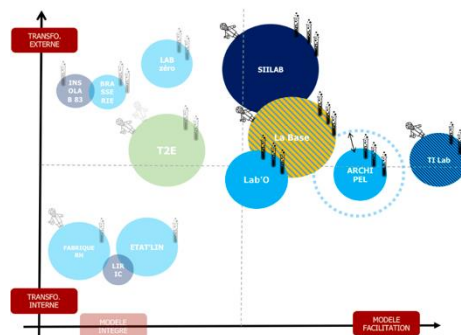 TRANSFO.
EXTERNE
LAB
zéro
SIILAB
INS
OLA
B R3
BRA
SSE
RIE
La Base
T2E
TI Lab
Lab'O
ARCHI
PEL
FABRIQUE
RH
ETAT'LIN
LIR
IC
TRANSFO.
INTERNE
MODELE
INTEGRE
MODELE
FACILITATION